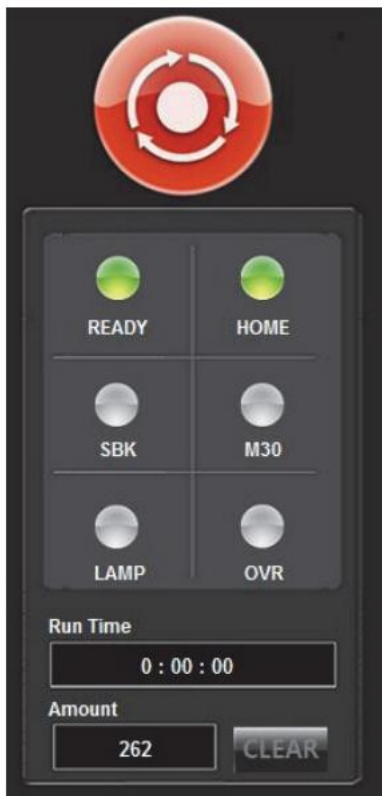 READY HOME
SBK M30
LAMP OVR
Run Time
0 : 00 : 00
Amount
262 CLEAR